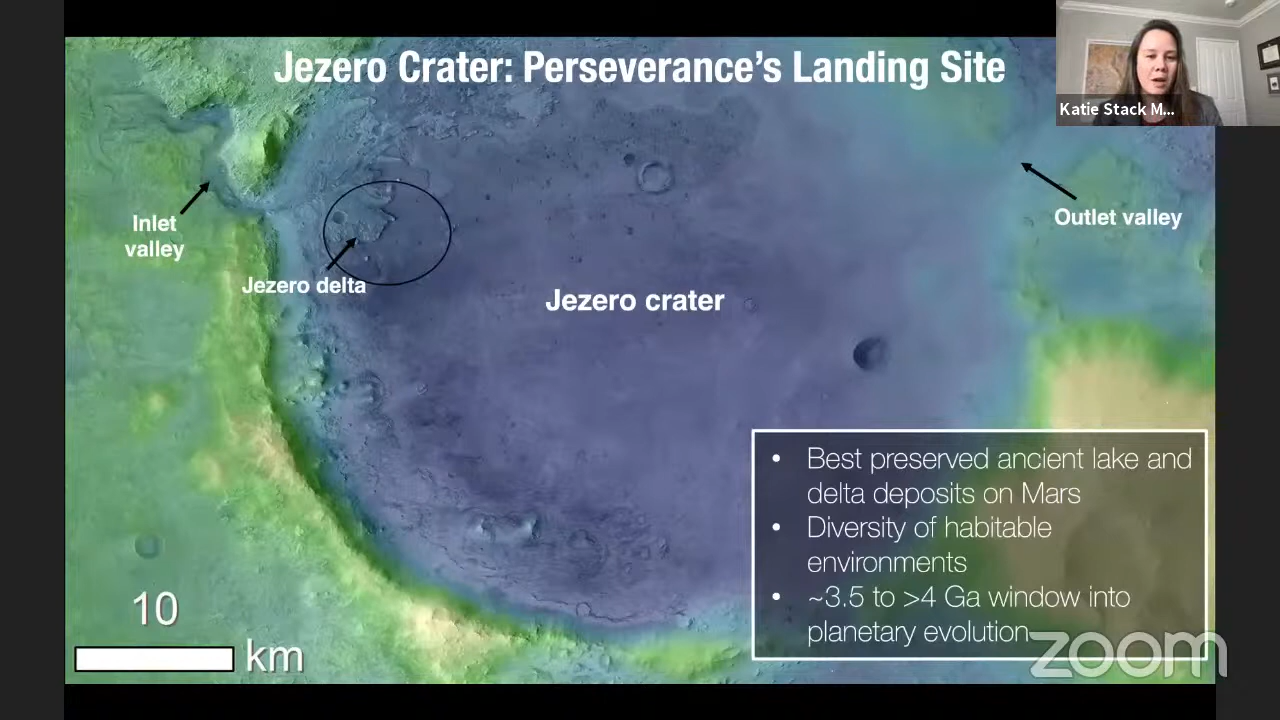 Jezero Crater: Perseverance's Landing Site
Katie Stack M...
Inlet
valley
Outlet valley
Jezero delta
Jezero crater
• Best preserved ancient lake and
delta deposits on Mars
• Diversity of habitable
environments
• ~3.5 to >4 Ga window into
planetary evolution
10
km
zoom